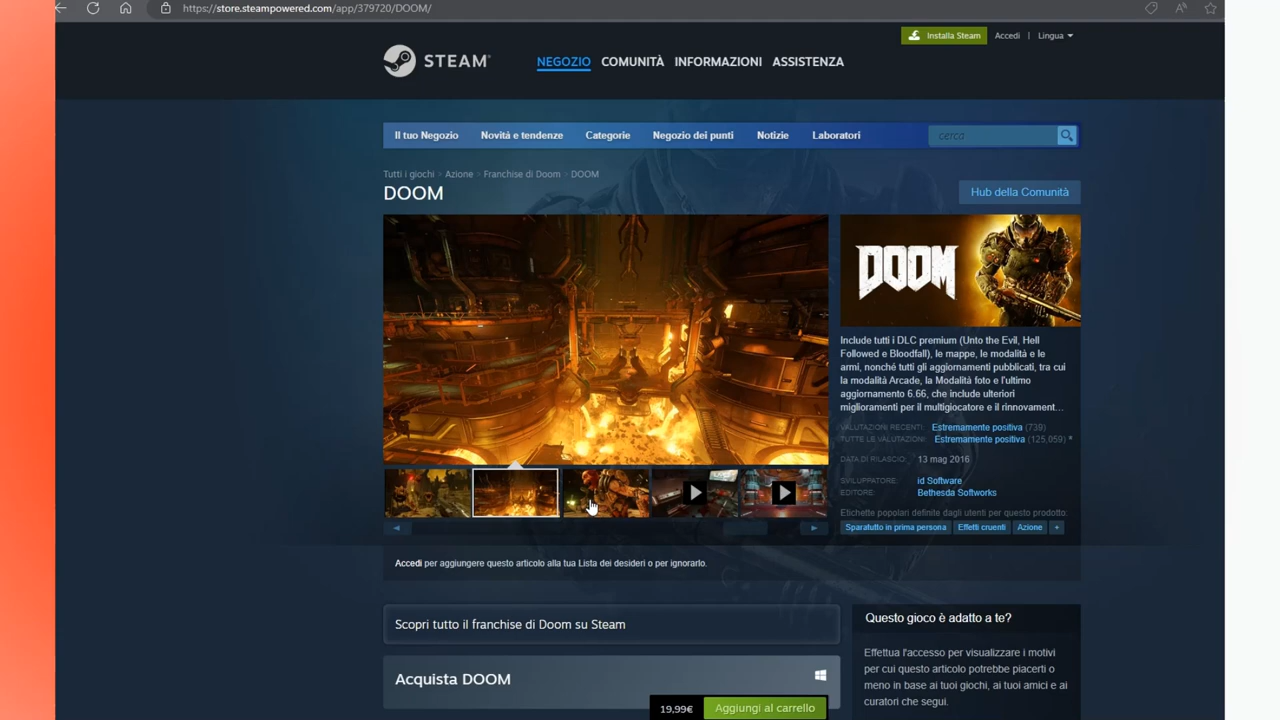 https://store.steampowered.com/app/379720/DOOM/
Installa Steam Accedi | Lingua
STEAM®
NEGOZIO COMUNITÀ INFORMAZIONI ASSISTENZA
Il tuo Negozio Novità e tendenze Categorie Negozio dei punti Notizie Laboratori cerca
Tutti i giochi > Azione > Franchise di Doom > DOOM
DOOM
Hub della Comunità
DOOM
Include tutti i DLC premium (Unto the Evil, Hell
Followed e Bloodfall), le mappe, le modalità e le
armi, nonché tutti gli aggiornamenti pubblicati, tra cui
la modalità Arcade, la Modalità foto e l'ultimo
aggiornamento 6.66, che include ulteriori
miglioramenti per il multigiocatore e il rinnovament...
VALUTAZIONI RECENTI: Estremamente positiva (739)
TUTTE LE VALUTAZIONI: Estremamente positiva (125,059) *
DATA DI RILASCIO: 13 mag 2016
SVILUPPATORE: id Software
EDITORE: Bethesda Softworks
Etichette popolari definite dagli utenti per questo prodotto:
Sparatutto in prima persona Effetti cruenti Azione +
Accedi per aggiungere questo articolo alla tua Lista dei desideri o per ignorarlo.
Scopri tutto il franchise di Doom su Steam
Acquista DOOM
19,99€ Aggiungi al carrello
Questo gioco è adatto a te?
Effettua l'accesso per visualizzare i motivi
per cui questo articolo potrebbe piacerti o
meno in base ai tuoi giochi, ai tuoi amici e ai
curatori che segui.